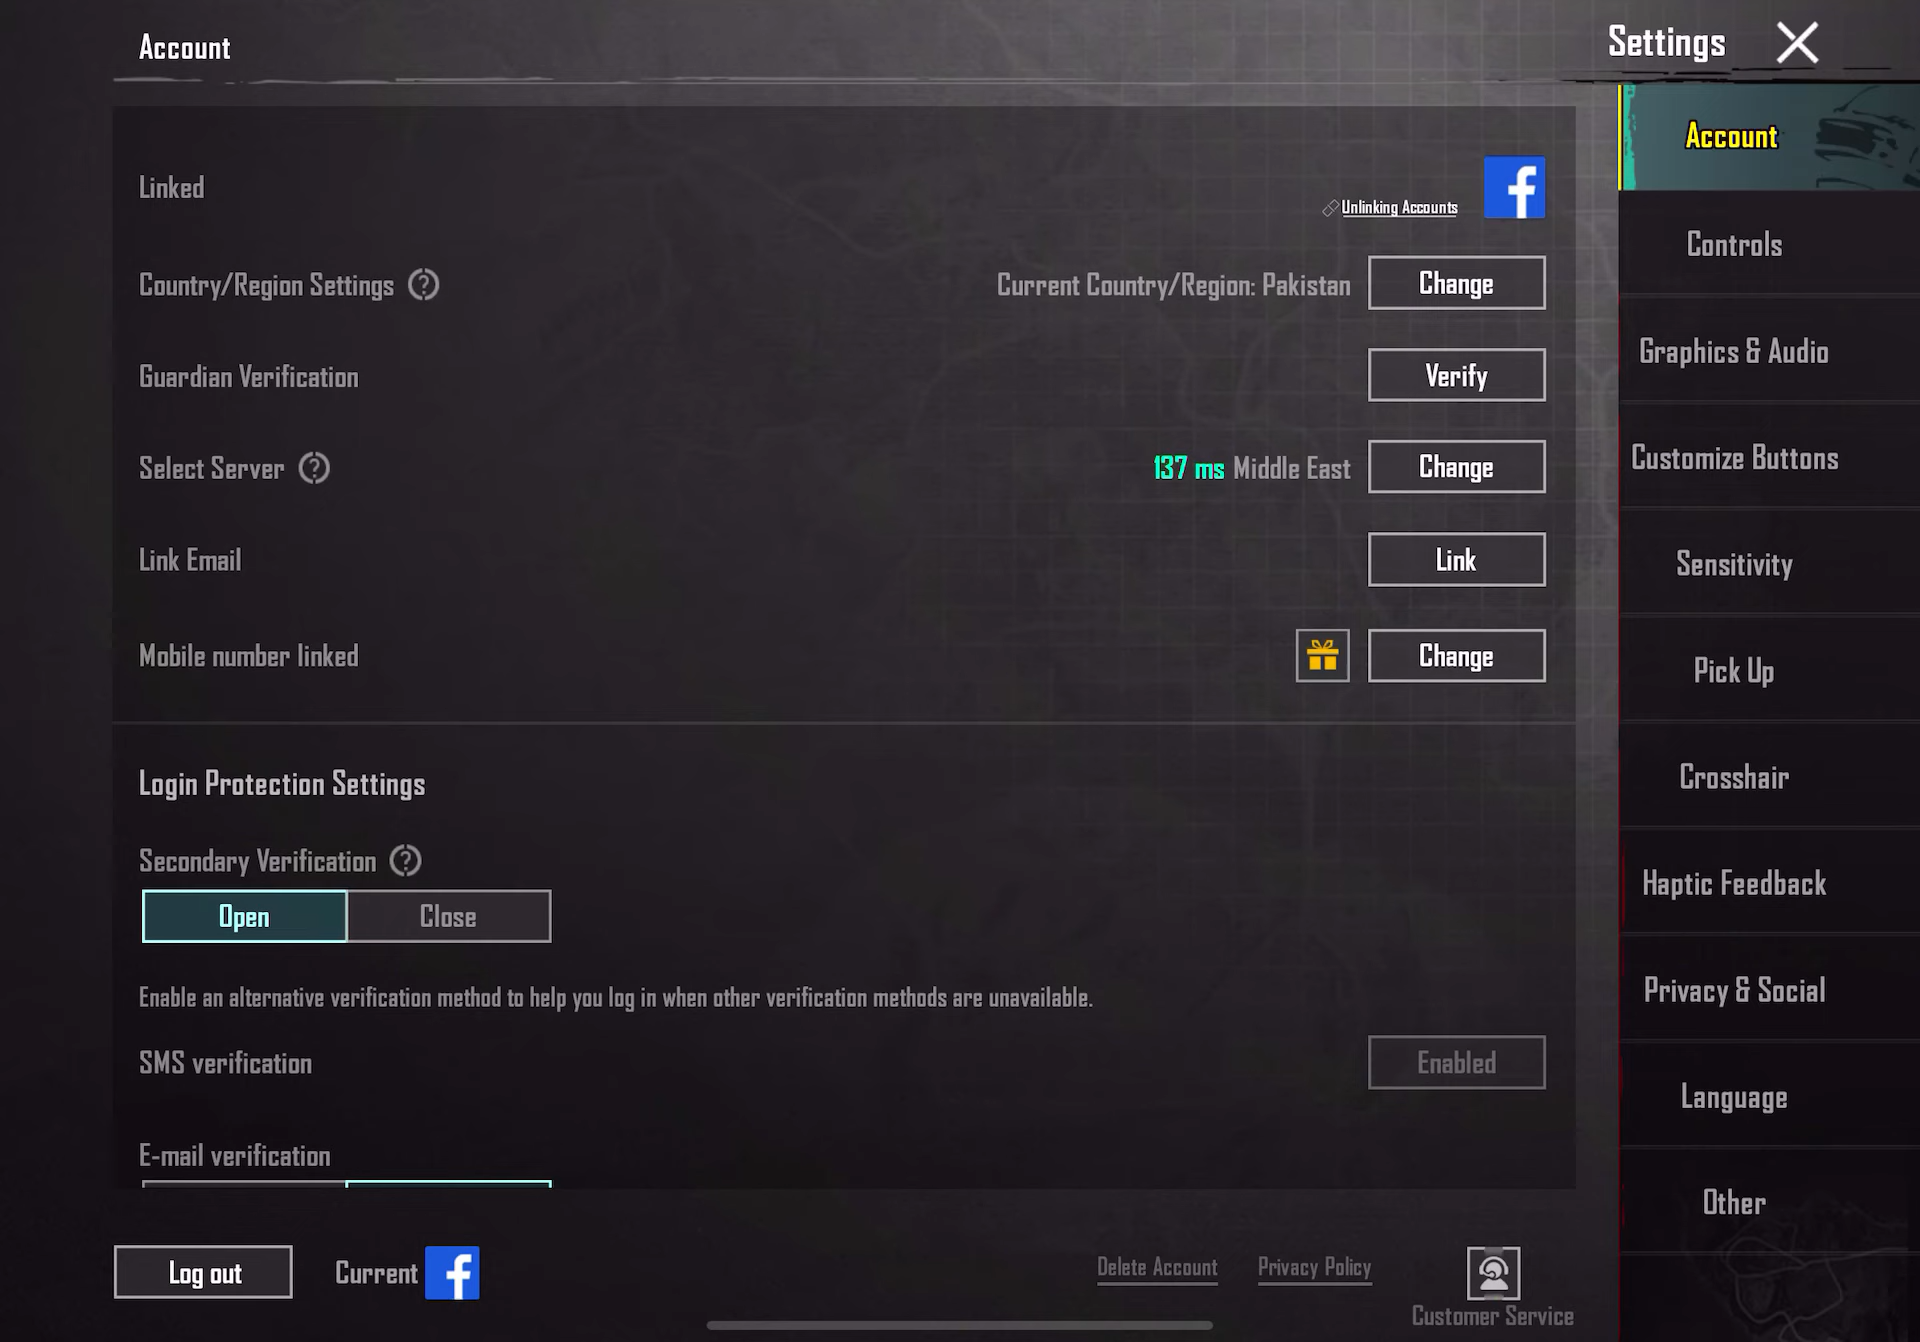 Account
Settings
Linked
Unlinking Accounts
Country/Region Settings
Current Country/Region: Pakistan
Change
Guardian Verification
Verify
Select Server
137 ms Middle East
Change
Link Email
Link
Mobile number linked
Change
Login Protection Settings
Secondary Verification
Open
Close
Enable an alternative verification method to help you log in when other verification methods are unavailable.
SMS verification
Enabled
E-mail verification
Log out
Current
Delete Account
Privacy Policy
Customer Service
Account
Controls
Graphics & Audio
Customize Buttons
Sensitivity
Pick Up
Crosshair
Haptic Feedback
Privacy & Social
Language
Other